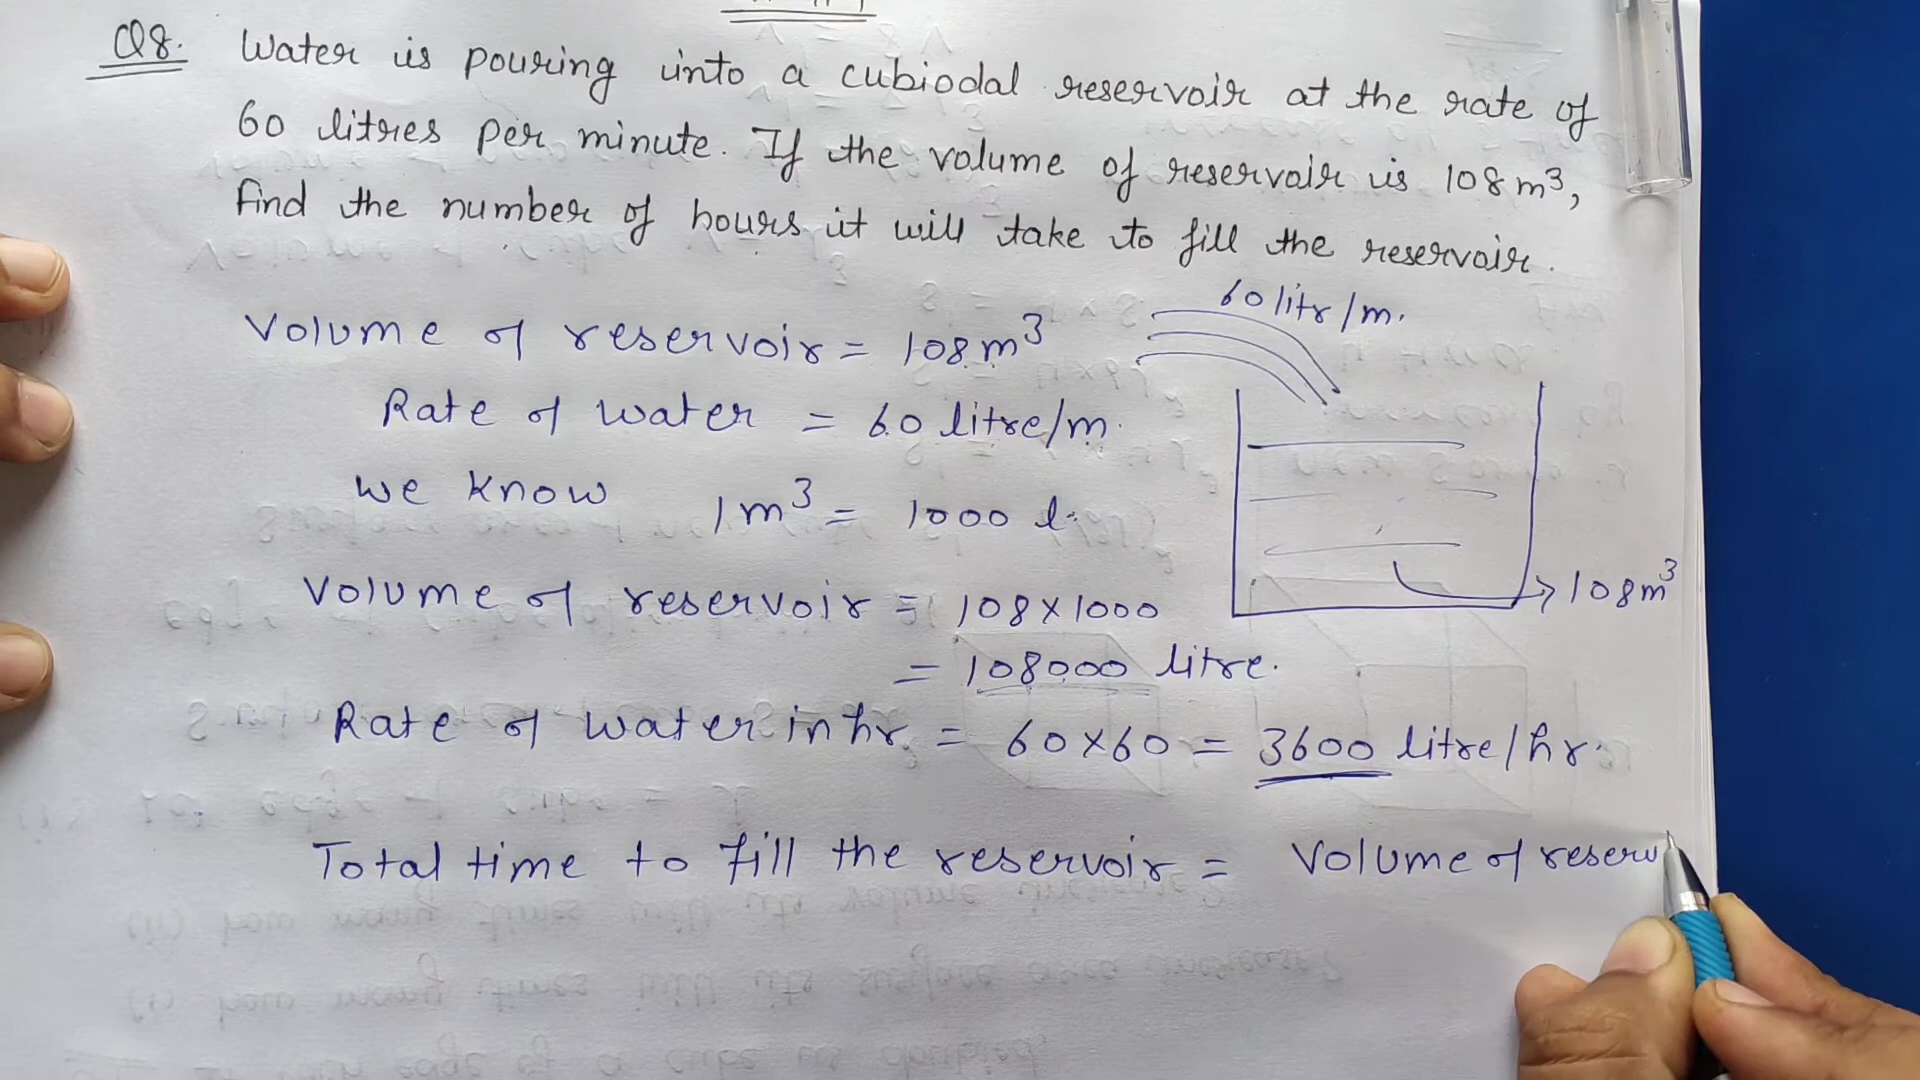 Q8. Water is pouring into a cubiodal reservoir at the rate of
60 litres per minute. If the volume of reservoir is 108 m³,
find the number of hours it will take to fill the reservoir.
60 litr/m.
Volume of reservoir = 108 m³
Rate of water = 60 litre/m.
We know 1 m³ = 1000 l.
108 m³
Volume of reservoir = 108 × 1000
= 108000 litre.
Rate of water in hr. = 60 × 60 = 3600 litre/hr.
Total time to fill the reservoir = Volume of reserv